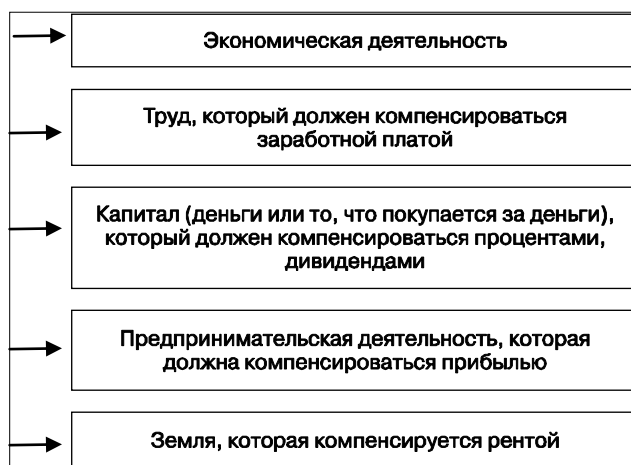 Экономическая деятельность
Труд, который должен компенсироваться
заработной платой
Капитал (деньги или то, что покупается за деньги),
который должен компенсироваться процентами,
дивидендами
Предпринимательская деятельность, которая
должна компенсироваться прибылью
Земля, которая компенсируется рентой